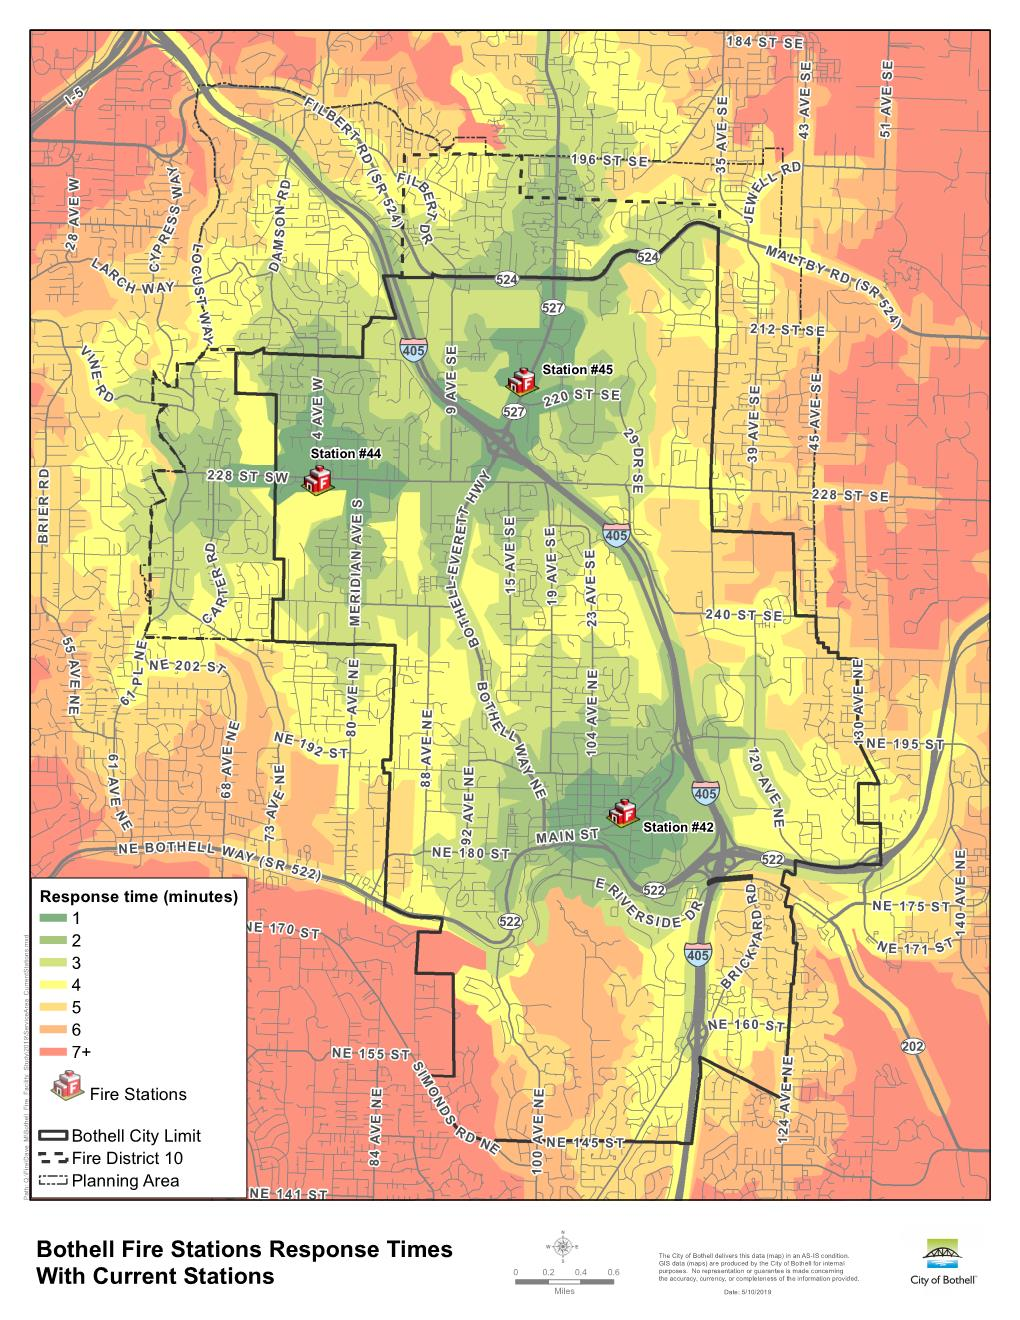 184 ST SE
I-5
43 AVE SE
51 AVE SE
35 AVE SE
FILBERT RD (SR 524)
196 ST SE
FILBERT DR
JEWELL RD
28 AVE W
CYPRESS WAY
DAMSON RD
LOCUST WAY
LARCH WAY
524
524
MALTBY RD (SR 524)
527
212 ST SE
VINE RD
405
9 AVE SE
Station #45
220 ST SE
527
4 AVE W
39 AVE SE
45 AVE SE
29 DR SE
Station #44
228 ST SW
228 ST SE
BRIER RD
BOTHELL-EVERETT HWY
405
MERIDIAN AVE S
15 AVE SE
19 AVE SE
23 AVE SE
CARTER RD
240 ST SE
55 AVE NE
61 PL NE
NE 202 ST
80 AVE NE
104 AVE NE
130 AVE NE
BOTHELL WAY NE
88 AVE NE
NE 192 ST
68 AVE NE
NE 195 ST
61 AVE NE
73 AVE NE
92 AVE NE
120 AVE NE
405
Station #42
MAIN ST
NE 180 ST
NE BOTHELL WAY (SR 522)
522
522
522
E RIVERSIDE DR
BRICKYARD RD
140 AVE NE
NE 175 ST
NE 171 ST
NE 170 ST
405
NE 160 ST
202
NE 155 ST
SIMONDS RD NE
84 AVE NE
100 AVE NE
NE 145 ST
124 AVE NE
NE 141 ST
Response time (minutes)
1
2
3
4
5
6
7+
Fire Stations
Bothell City Limit
Fire District 10
Planning Area
Bothell Fire Stations Response Times
With Current Stations
N
W E
S
0 0.2 0.4 0.6
Miles
The City of Bothell delivers this data (map) in an AS-IS condition.
GIS data (maps) are produced by the City of Bothell for internal
purposes. No representation or guarantee is made concerning
the accuracy, currency, or completeness of the information provided.
Date: 5/10/2019
City of Bothell